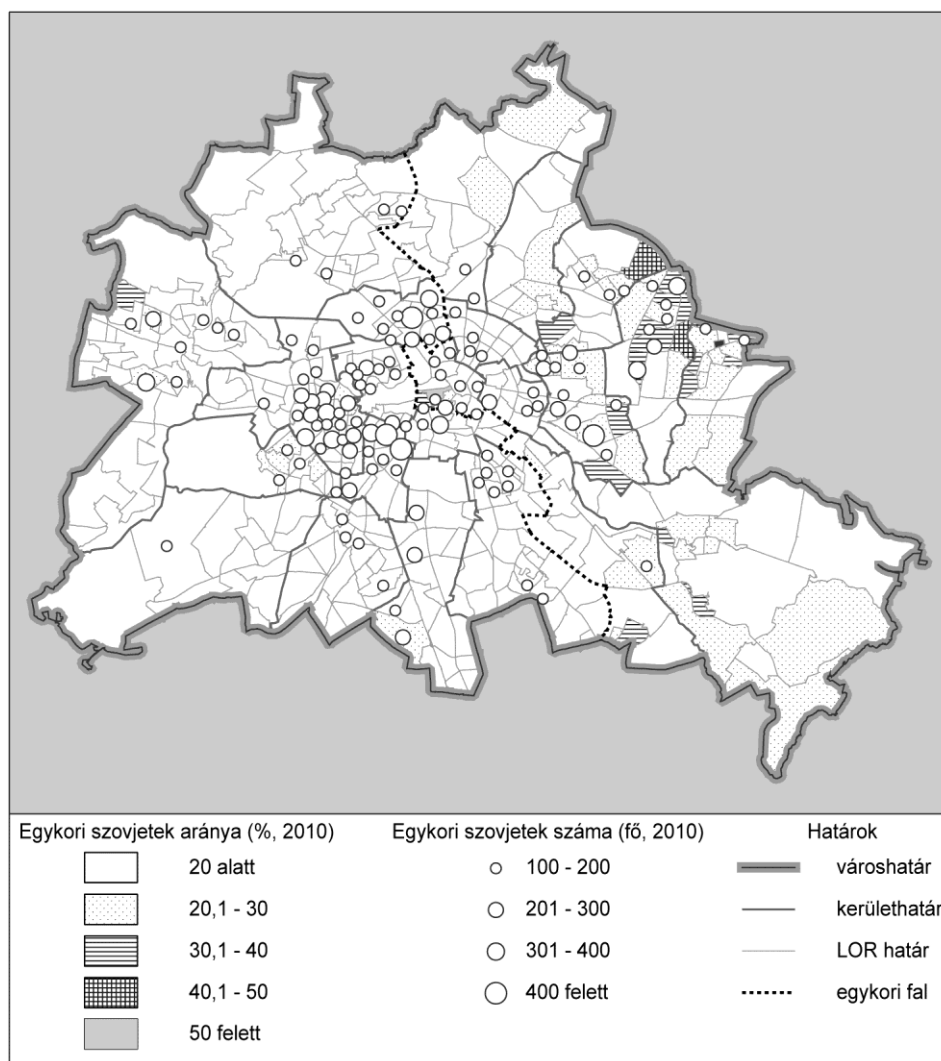 Egykori szovjetek aránya (%, 2010)
20 alatt
20,1 - 30
30,1 - 40
40,1 - 50
50 felett
Egykori szovjetek száma (fő, 2010)
100 - 200
201 - 300
301 - 400
400 felett
Határok
városhatár
kerülethatár
LOR határ
egykori fal